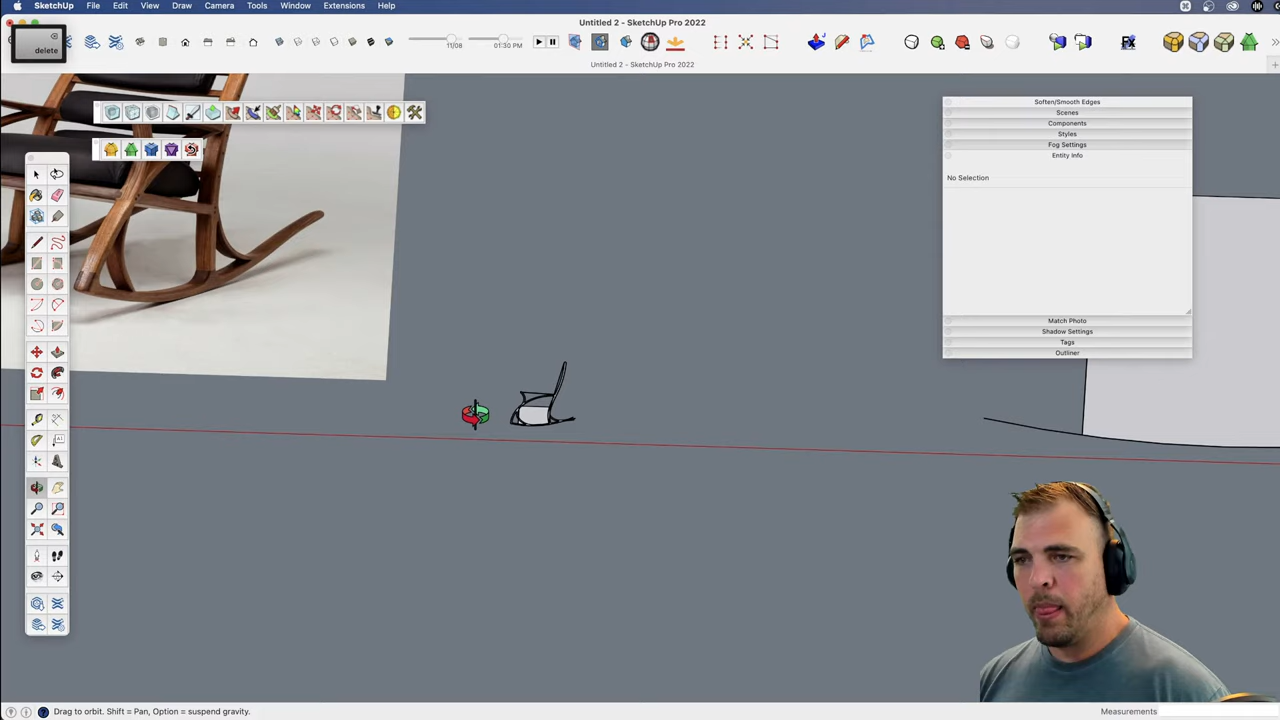 SketchUp File Edit View Draw Camera Tools Window Extensions Help
Untitled 2 - SketchUp Pro 2022
delete
11/08 01:30 PM
Untitled 2 - SketchUp Pro 2022
Soften/Smooth Edges
Scenes
Components
Styles
Fog Settings
Entity Info
No Selection
Match Photo
Shadow Settings
Tags
Outliner
Drag to orbit. Shift = Pan, Option = suspend gravity.
Measurements